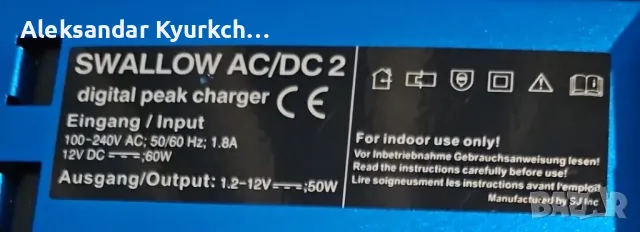 Aleksandar Kyurkch...
SWALLOW AC/DC 2
digital peak charger CE
Eingang / Input
100-240V AC; 50/60 Hz; 1.8A
12V DC ⎓;60W
Ausgang/Output: 1.2-12V⎓;50W
For indoor use only!
Vor Inbetriebnahme Gebrauchsanweisung lesen!
Read the instructions carefully before use!
Lire soigneusement les instructions avant l'emploi!
Manufactured by SJ Inc
bazar